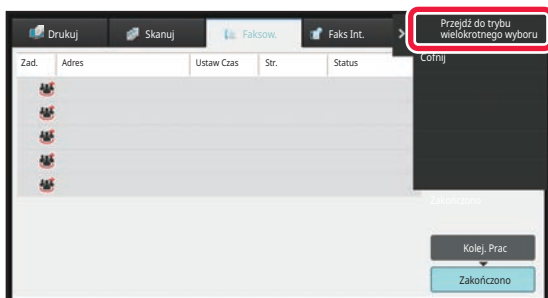 Drukuj
Skanuj
Faksow.
Faks Int.
Przejdź do trybu
wielokrotnego wyboru
Zad.
Adres
Ustaw Czas
Str.
Status
Cofnij
Zakończono
Kolej. Prac
Zakończono